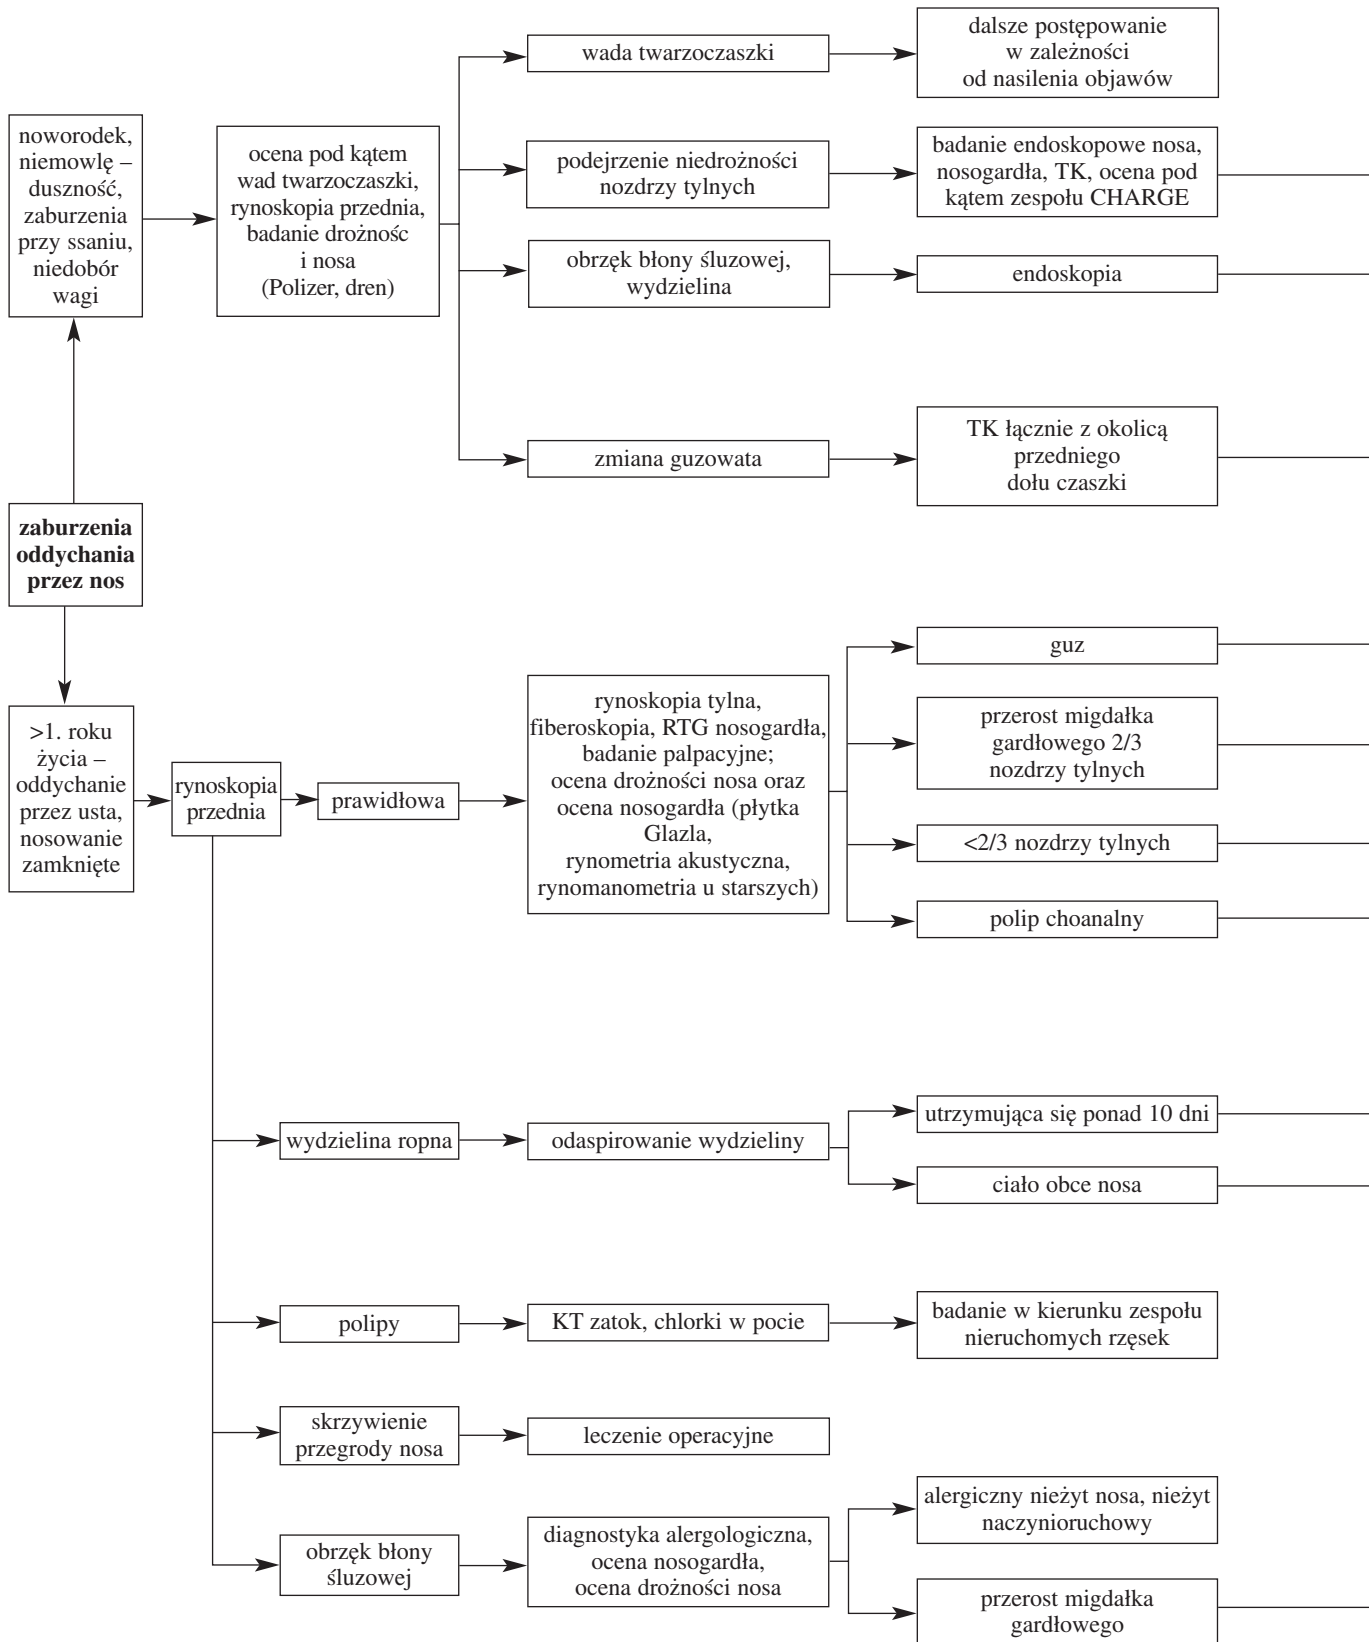 noworodek,
niemowlę –
duszność,
zaburzenia
przy ssaniu,
niedobór
wagi
ocena pod kątem
wad twarzoczaszki,
rynoskopia przednia,
badanie drożnośc
i nosa
(Polizer, dren)
wada twarzoczaszki
dalsze postępowanie
w zależności
od nasilenia objawów
podejrzenie niedrożności
nozdrzy tylnych
badanie endoskopowe nosa,
nosogardła, TK, ocena pod
kątem zespołu CHARGE
obrzęk błony śluzowej,
wydzielina
endoskopia
zmiana guzowata
TK łącznie z okolicą
przedniego
dołu czaszki
zaburzenia
oddychania
przez nos
>1. roku
życia –
oddychanie
przez usta,
nosowanie
zamknięte
rynoskopia
przednia
prawidłowa
rynoskopia tylna,
fiberoskopia, RTG nosogardła,
badanie palpacyjne;
ocena drożności nosa oraz
ocena nosogardła (płytka
Glazla,
rynometria akustyczna,
rynomanometria u starszych)
guz
przerost migdałka
gardłowego 2/3
nozdrzy tylnych
<2/3 nozdrzy tylnych
polip choanalny
wydzielina ropna
odaspirowanie wydzieliny
utrzymująca się ponad 10 dni
ciało obce nosa
polipy
KT zatok, chlorki w pocie
badanie w kierunku zespołu
nieruchomych rzęsek
skrzywienie
przegrody nosa
leczenie operacyjne
obrzęk błony
śluzowej
diagnostyka alergologiczna,
ocena nosogardła,
ocena drożności nosa
alergiczny nieżyt nosa, nieżyt
naczynioruchowy
przerost migdałka
gardłowego